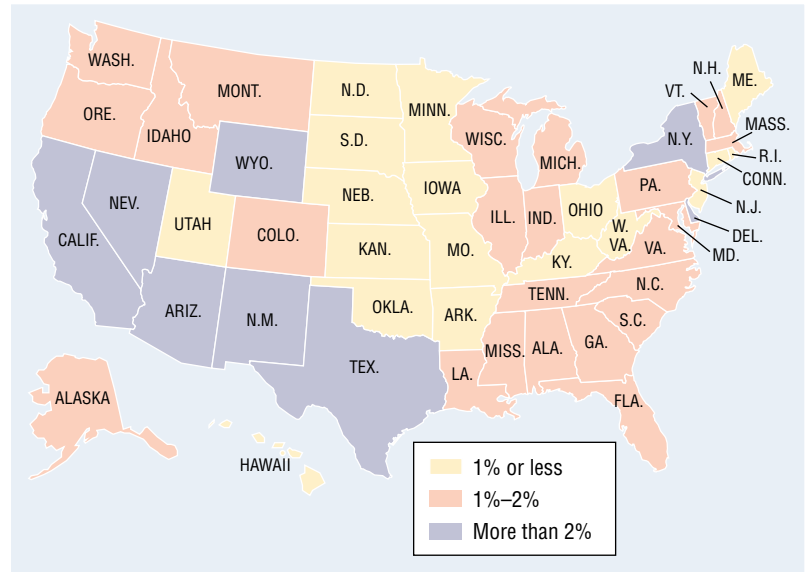 WASH.
ORE.
IDAHO
MONT.
WYO.
NEV.
CALIF.
UTAH
COLO.
ARIZ.
N.M.
N.D.
S.D.
NEB.
KAN.
OKLA.
TEX.
MINN.
IOWA
MO.
ARK.
LA.
WISC.
ILL.
MICH.
IND.
OHIO
KY.
TENN.
MISS.
ALA.
GA.
FLA.
S.C.
N.C.
VA.
W.
VA.
PA.
N.Y.
VT.
N.H.
ME.
MASS.
R.I.
CONN.
N.J.
DEL.
MD.
ALASKA
HAWAII
1% or less
1%–2%
More than 2%